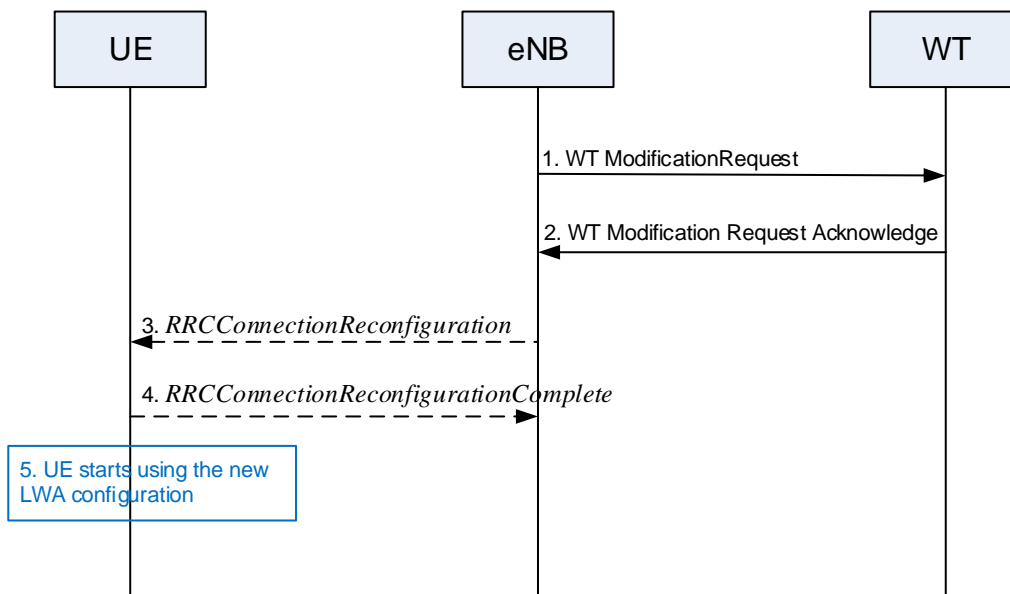 UE
eNB
WT
1. WT ModificationRequest
2. WT Modification Request Acknowledge
3. RRCConnectionReconfiguration
4. RRCConnectionReconfigurationComplete
5. UE starts using the new
LWA configuration